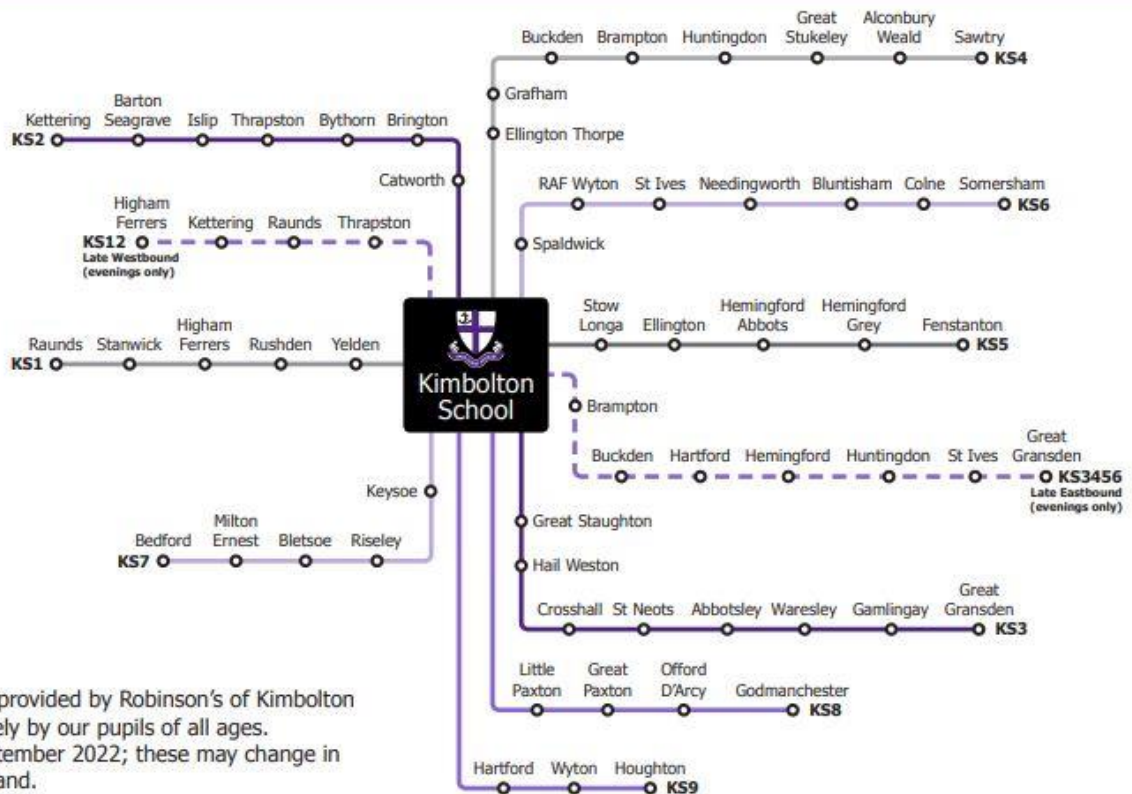 Buckden
Brampton
Huntingdon
Great
Stukeley
Alconbury
Weald
Sawtry
KS4
Grafham
Ellington Thorpe
Kettering
KS2
Barton
Seagrave
Islip
Thrapston
Bythorn
Brington
Catworth
RAF Wyton
St Ives
Needingworth
Bluntisham
Colne
Somersham
KS6
Spaldwick
Higham
Ferrers
KS12
Late Westbound
(evenings only)
Kettering
Raunds
Thrapston
Kimbolton
School
Stow
Longa
Ellington
Hemingford
Abbots
Hemingford
Grey
Fenstanton
KS5
Raunds
KS1
Stanwick
Higham
Ferrers
Rushden
Yelden
Brampton
Buckden
Hartford
Hemingford
Huntingdon
St Ives
Great
Gransden
KS3456
Late Eastbound
(evenings only)
Keysoe
Bedford
KS7
Milton
Ernest
Bletsoe
Riseley
Great Staughton
Hail Weston
Crosshall
St Neots
Abbotsley
Waresley
Gamlingay
Great
Gransden
KS3
Little
Paxton
Great
Paxton
Offord
D'Arcy
Godmanchester
KS8
Hartford
Wyton
Houghton
KS9
provided by Robinson's of Kimbolton
ely by our pupils of all ages.
tember 2022; these may change in
and.